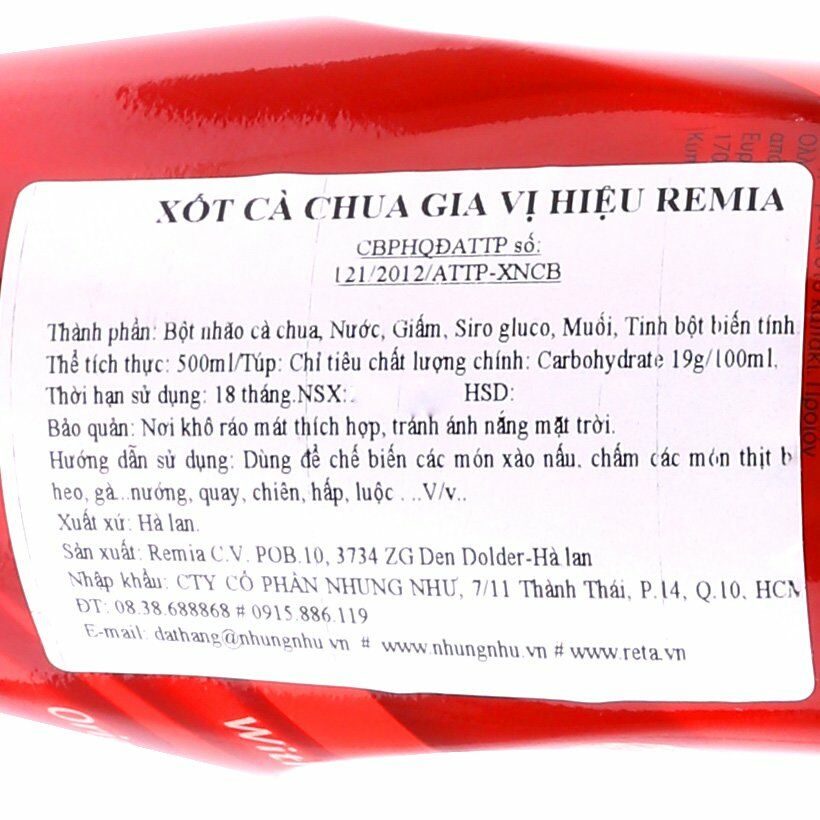 XỐT CÀ CHUA GIA VỊ HIỆU REMIA
CBPHQĐATTP số:
121/2012/ATTP-XNCB
Thành phần: Bột nhão cà chua, Nước, Giấm, Siro gluco, Muối, Tinh bột biến tính
Thể tích thực: 500ml/Túp: Chỉ tiêu chất lượng chính: Carbohydrate 19g/100ml.
Thời hạn sử dụng: 18 tháng.NSX: HSD:
Bảo quản: Nơi khô ráo mát thích hợp, tránh ánh nắng mặt trời.
Hướng dẫn sử dụng: Dùng để chế biến các món xào nấu, chấm các món thịt b
heo, gà...nướng, quay, chiên, hấp, luộc ...V/v..
Xuất xứ: Hà lan.
Sản xuất: Remia C.V. POB.10, 3734 ZG Den Dolder-Hà lan
Nhập khẩu: CTY CỔ PHẦN NHUNG NHƯ, 7/11 Thành Thái, P.14, Q.10, HCM
ĐT: 08.38.688868 # 0915.886.119
E-mail: dathang@nhungnhu.vn # www.nhungnhu.vn # www.reta.vn
With